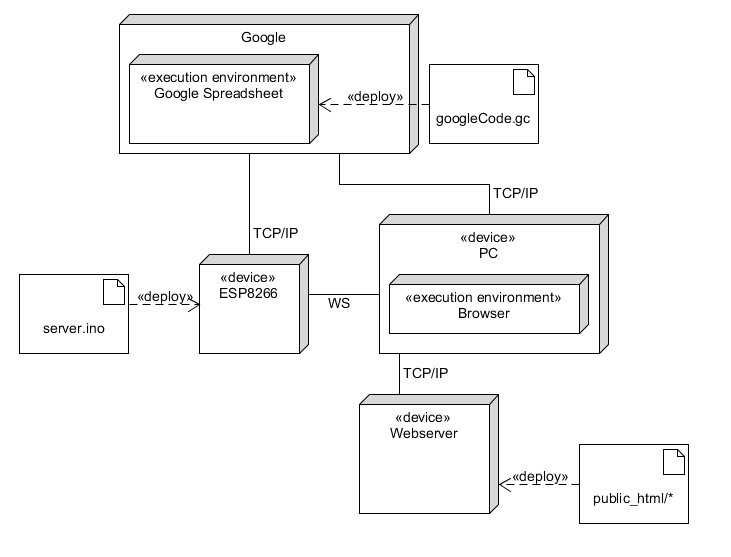 Google
«execution environment»
Google Spreadsheet
«deploy»
googleCode.gc
TCP/IP
TCP/IP
«device»
PC
«execution environment»
Browser
«device»
ESP8266
«deploy»
server.ino
WS
TCP/IP
«device»
Webserver
«deploy»
public_html/*